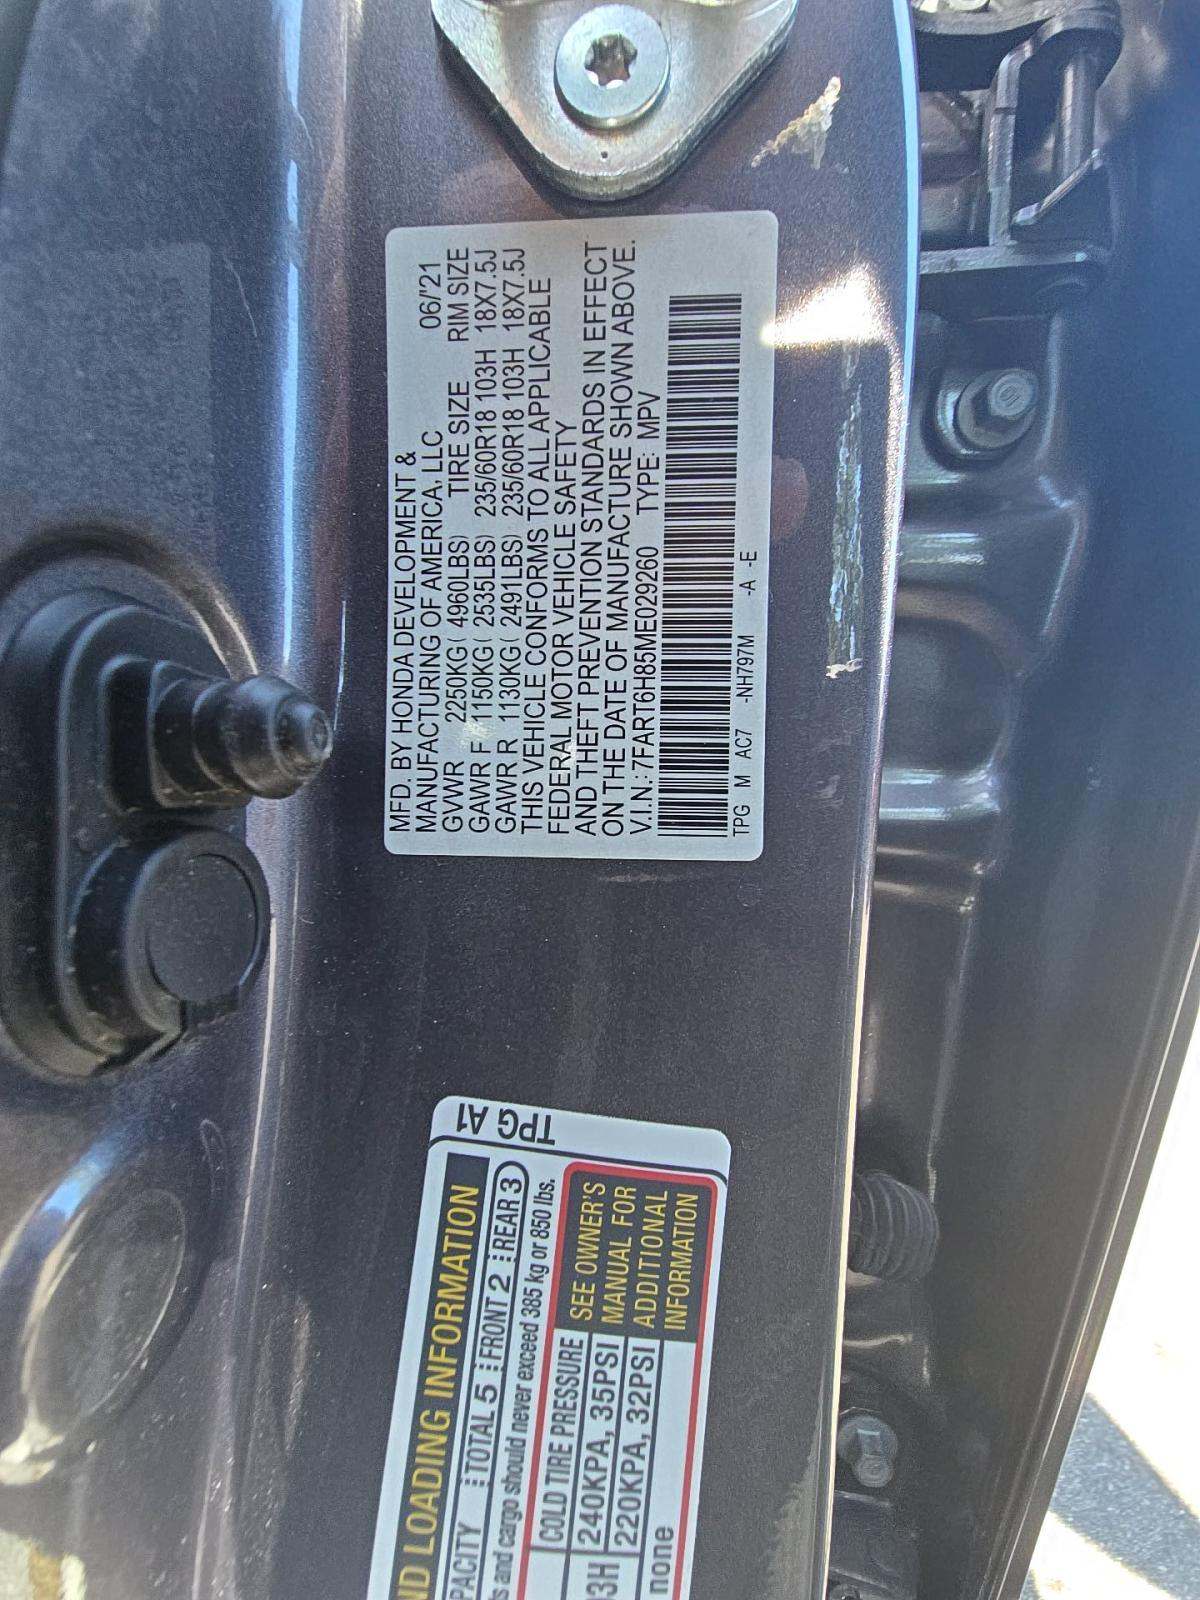 MFD. BY HONDA DEVELOPMENT &
MANUFACTURING OF AMERICA, LLC 06/'21
GVWR 2250KG( 4960LBS) TIRE SIZE RIM SIZE
GAWR F 1150KG( 2535LBS) 235/60R18 103H 18X7.5J
GAWR R 1130KG( 2491LBS) 235/60R18 103H 18X7.5J
THIS VEHICLE CONFORMS TO ALL APPLICABLE
FEDERAL MOTOR VEHICLE SAFETY
AND THEFT PREVENTION STANDARDS IN EFFECT
ON THE DATE OF MANUFACTURE SHOWN ABOVE.
V.I.N.: 7FART6H85ME029260 TYPE: MPV
TPG M AC7 -NH797M -A -E
TPG A1
ND LOADING INFORMATION
PACITY TOTAL 5 FRONT 2 REAR 3
ts and cargo should never exceed 385 kg or 850 lbs.
COLD TIRE PRESSURE
03H 240KPA, 35PSI
220KPA, 32PSI
none
SEE OWNER'S
MANUAL FOR
ADDITIONAL
INFORMATION